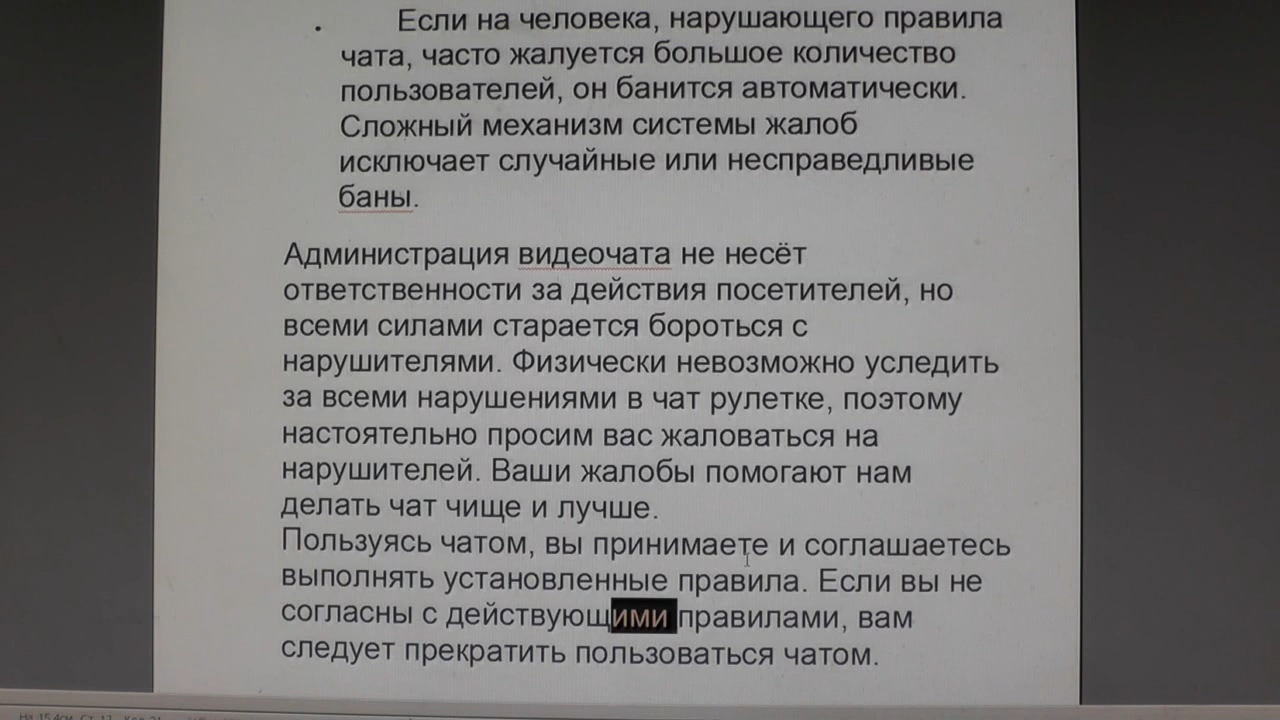 • Если на человека, нарушающего правила
чата, часто жалуется большое количество
пользователей, он банится автоматически.
Сложный механизм системы жалоб
исключает случайные или несправедливые
баны.
Администрация видеочата не несёт
ответственности за действия посетителей, но
всеми силами старается бороться с
нарушителями. Физически невозможно уследить
за всеми нарушениями в чат рулетке, поэтому
настоятельно просим вас жаловаться на
нарушителей. Ваши жалобы помогают нам
делать чат чище и лучше.
Пользуясь чатом, вы принимаете и соглашаетесь
выполнять установленные правила. Если вы не
согласны с действующими правилами, вам
следует прекратить пользоваться чатом.